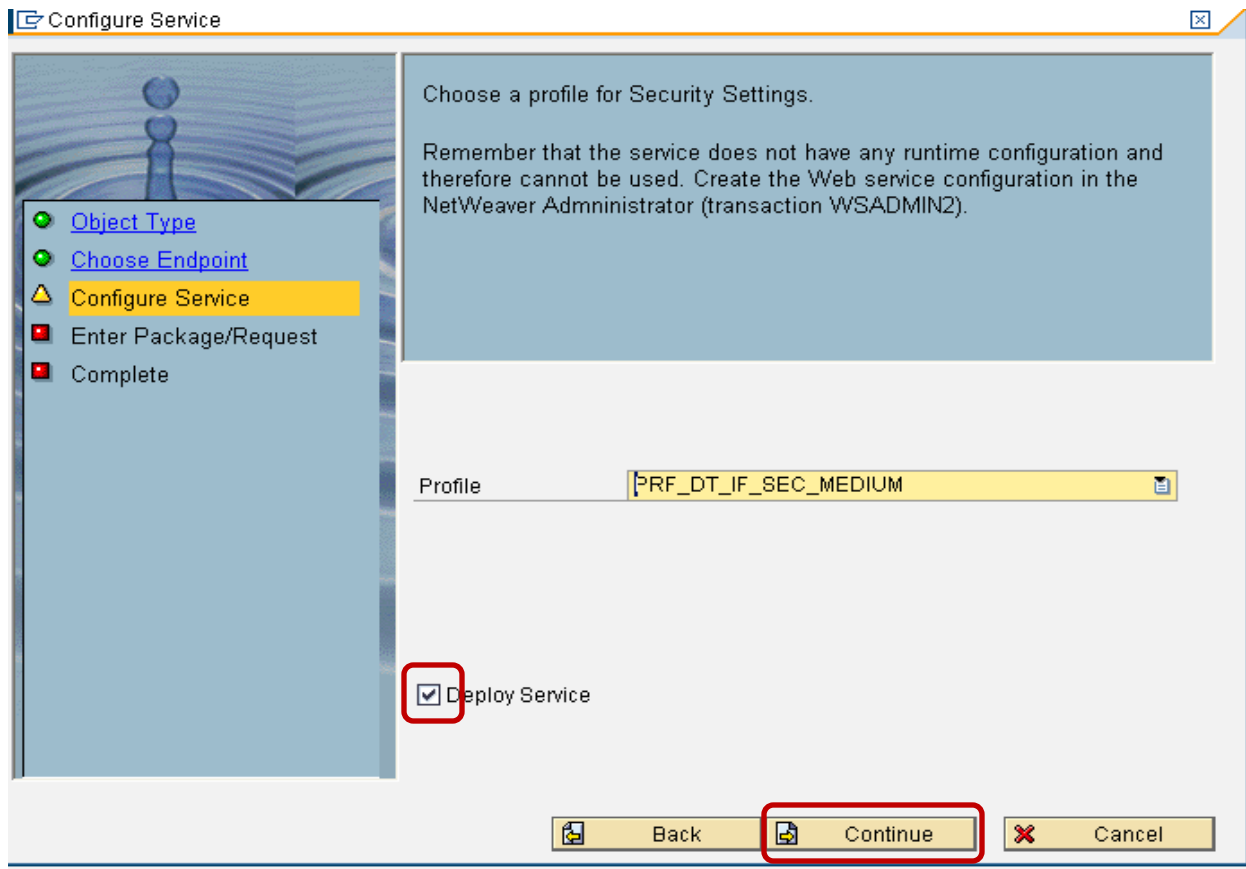 Configure Service
Choose a profile for Security Settings.
Remember that the service does not have any runtime configuration and
therefore cannot be used. Create the Web service configuration in the
NetWeaver Admninistrator (transaction WSADMIN2).
Object Type
Choose Endpoint
Configure Service
Enter Package/Request
Complete
Profile PRF_DT_IF_SEC_MEDIUM
Deploy Service
Back Continue Cancel